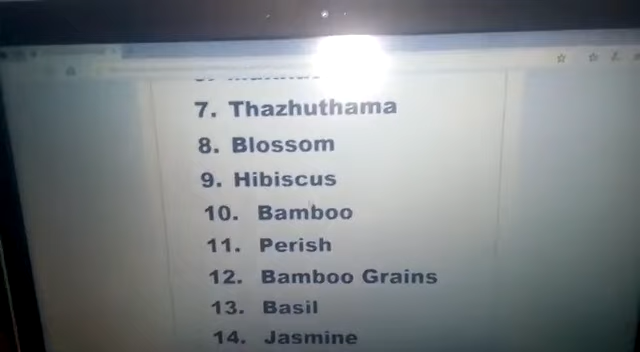 7. Thazhuthama
8. Blossom
9. Hibiscus
10. Bamboo
11. Perish
12. Bamboo Grains
13. Basil
14. Jasmine